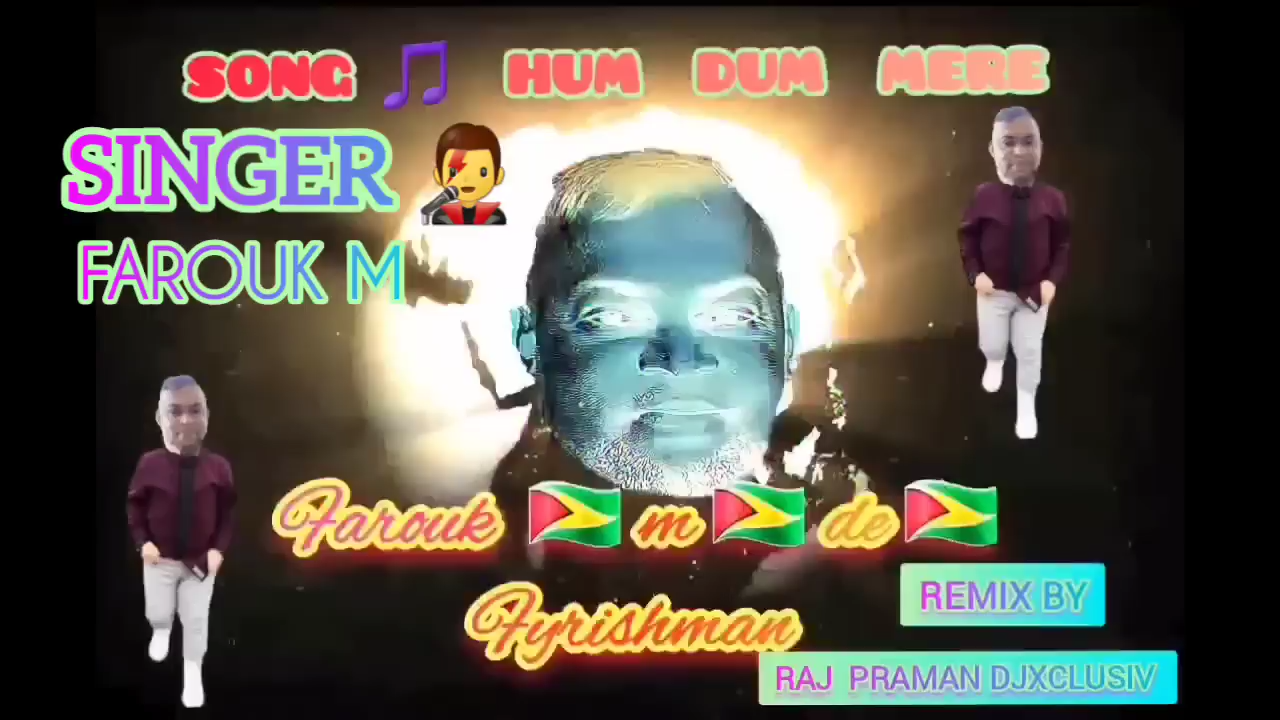 SONG 🎵 HUM DUM MERE
SINGER
FAROUK M
Farouk 🇬🇾 m 🇬🇾 de 🇬🇾
Fyrishman
REMIX BY
RAJ PRAMAN DJXCLUSIV